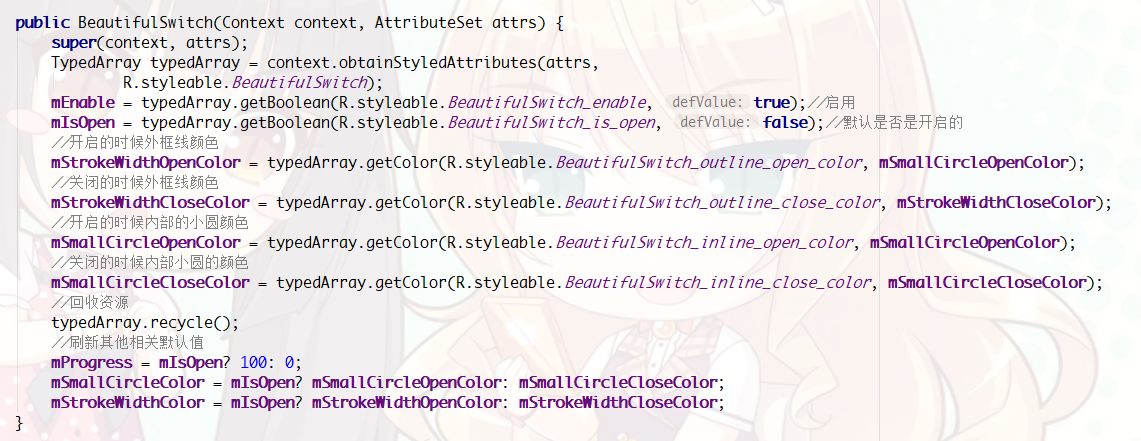 public BeautifulSwitch(Context context, AttributeSet attrs) {
super(context, attrs);
TypedArray typedArray = context.obtainStyledAttributes(attrs,
R.styleable.BeautifulSwitch);
mEnable = typedArray.getBoolean(R.styleable.BeautifulSwitch_enable, defValue: true);//启用
mIsOpen = typedArray.getBoolean(R.styleable.BeautifulSwitch_is_open, defValue: false);//默认是否是开启的
//开启的时候外框线颜色
mStrokeWidthOpenColor = typedArray.getColor(R.styleable.BeautifulSwitch_outline_open_color, mSmallCircleOpenColor);
//关闭的时候外框线颜色
mStrokeWidthCloseColor = typedArray.getColor(R.styleable.BeautifulSwitch_outline_close_color, mStrokeWidthCloseColor);
//开启的时候内部的小圆颜色
mSmallCircleOpenColor = typedArray.getColor(R.styleable.BeautifulSwitch_inline_open_color, mSmallCircleOpenColor);
//关闭的时候内部小圆的颜色
mSmallCircleCloseColor = typedArray.getColor(R.styleable.BeautifulSwitch_inline_close_color, mSmallCircleCloseColor);
//回收资源
typedArray.recycle();
//刷新其他相关默认值
mProgress = mIsOpen? 100: 0;
mSmallCircleColor = mIsOpen? mSmallCircleOpenColor: mSmallCircleCloseColor;
mStrokeWidthColor = mIsOpen? mStrokeWidthOpenColor: mStrokeWidthCloseColor;
}